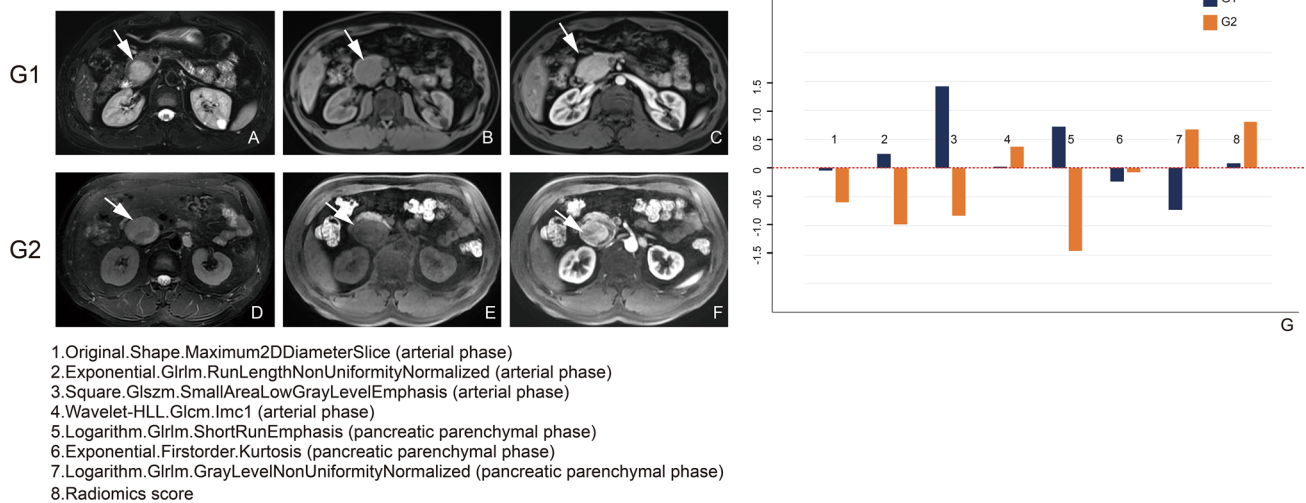 G1
A
B
C
G2
D
E
F
1.Original.Shape.Maximum2DDiameterSlice (arterial phase)
2.Exponential.Glrlm.RunLengthNonUniformityNormalized (arterial phase)
3.Square.Glszm.SmallAreaLowGrayLevelEmphasis (arterial phase)
4.Wavelet-HLL.Glcm.Imc1 (arterial phase)
5.Logarithm.Glrlm.ShortRunEmphasis (pancreatic parenchymal phase)
6.Exponential.Firstorder.Kurtosis (pancreatic parenchymal phase)
7.Logarithm.Glrlm.GrayLevelNonUniformityNormalized (pancreatic parenchymal phase)
8.Radiomics score
G1
G2
1.5
1.0
0.5
0
-0.5
-1.0
-1.5
1 2 3 4 5 6 7 8
G